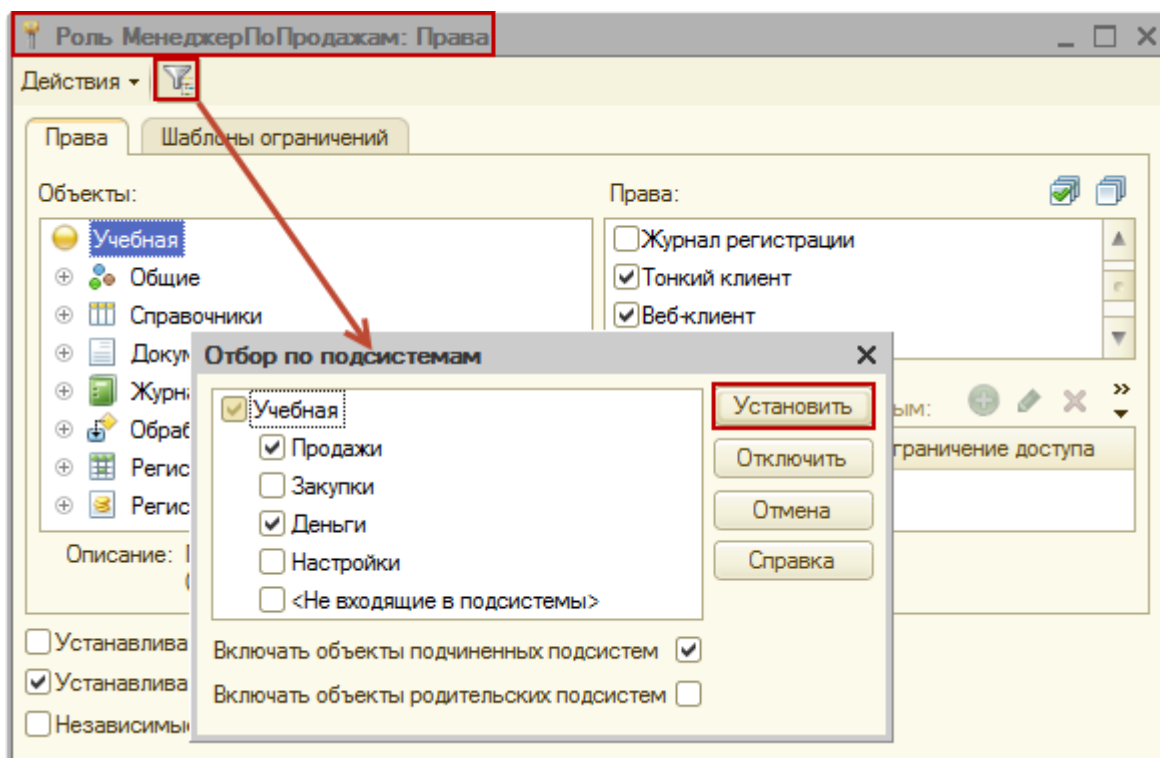 Роль МенеджерПоПродажам: Права
Действия
Права Шаблоны ограничений
Объекты: Права:
Учебная
Журнал регистрации
Общие
Тонкий клиент
Справочники
Веб-клиент
Отбор по подсистемам
Учебная
Установить
Продажи
Отключить
Закупки
Деньги
Отмена
Настройки
Справка
<Не входящие в подсистемы>
Включать объекты подчиненных подсистем
Включать объекты родительских подсистем
доступа
Описание: